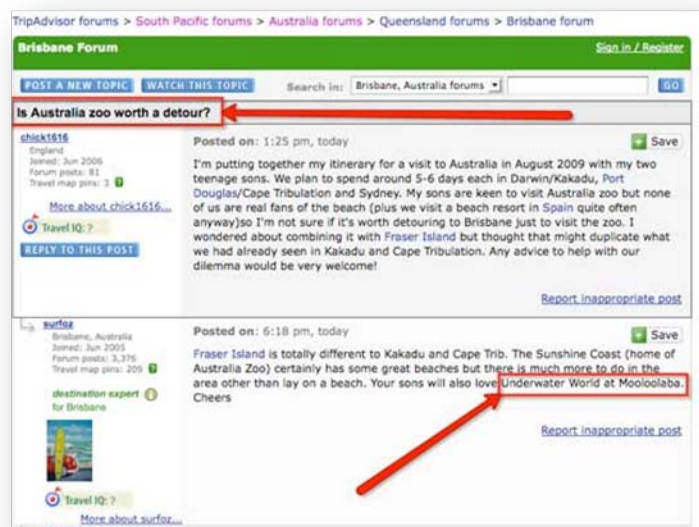 TripAdvisor forums > South Pacific forums > Australia forums > Queensland forums > Brisbane forum
Brisbane Forum
Sign in / Register
POST A NEW TOPIC
WATCH THIS TOPIC
Search in:
Brisbane, Australia forums
GO
Is Australia zoo worth a detour?
chick1616
England
Joined: Jun 2006
Forum posts: 81
Travel map pins: 3
More about chick1616...
Travel IQ: ?
REPLY TO THIS POST
Posted on: 1:25 pm, today
Save
I'm putting together my itinerary for a visit to Australia in August 2009 with my two
teenage sons. We plan to spend around 5-6 days each in Darwin/Kakadu, Port
Douglas/Cape Tribulation and Sydney. My sons are keen to visit Australia zoo but none
of us are real fans of the beach (plus we visit a beach resort in Spain quite often
anyway)so I'm not sure if it's worth detouring to Brisbane just to visit the zoo. I
wondered about combining it with Fraser Island but thought that might duplicate what
we had already seen in Kakadu and Cape Tribulation. Any advice to help with our
dilemma would be very welcome!
Report inappropriate post
surfoz
Brisbane, Australia
Joined: Jun 2005
Forum posts: 3,376
Travel map pins: 209
destination expert
for Brisbane
Travel IQ: ?
More about surfoz...
Posted on: 6:18 pm, today
Save
Fraser Island is totally different to Kakadu and Cape Trib. The Sunshine Coast (home of
Australia Zoo) certainly has some great beaches but there is much more to do in the
area other than lay on a beach. Your sons will also love Underwater World at Mooloolaba.
Cheers
Report inappropriate post